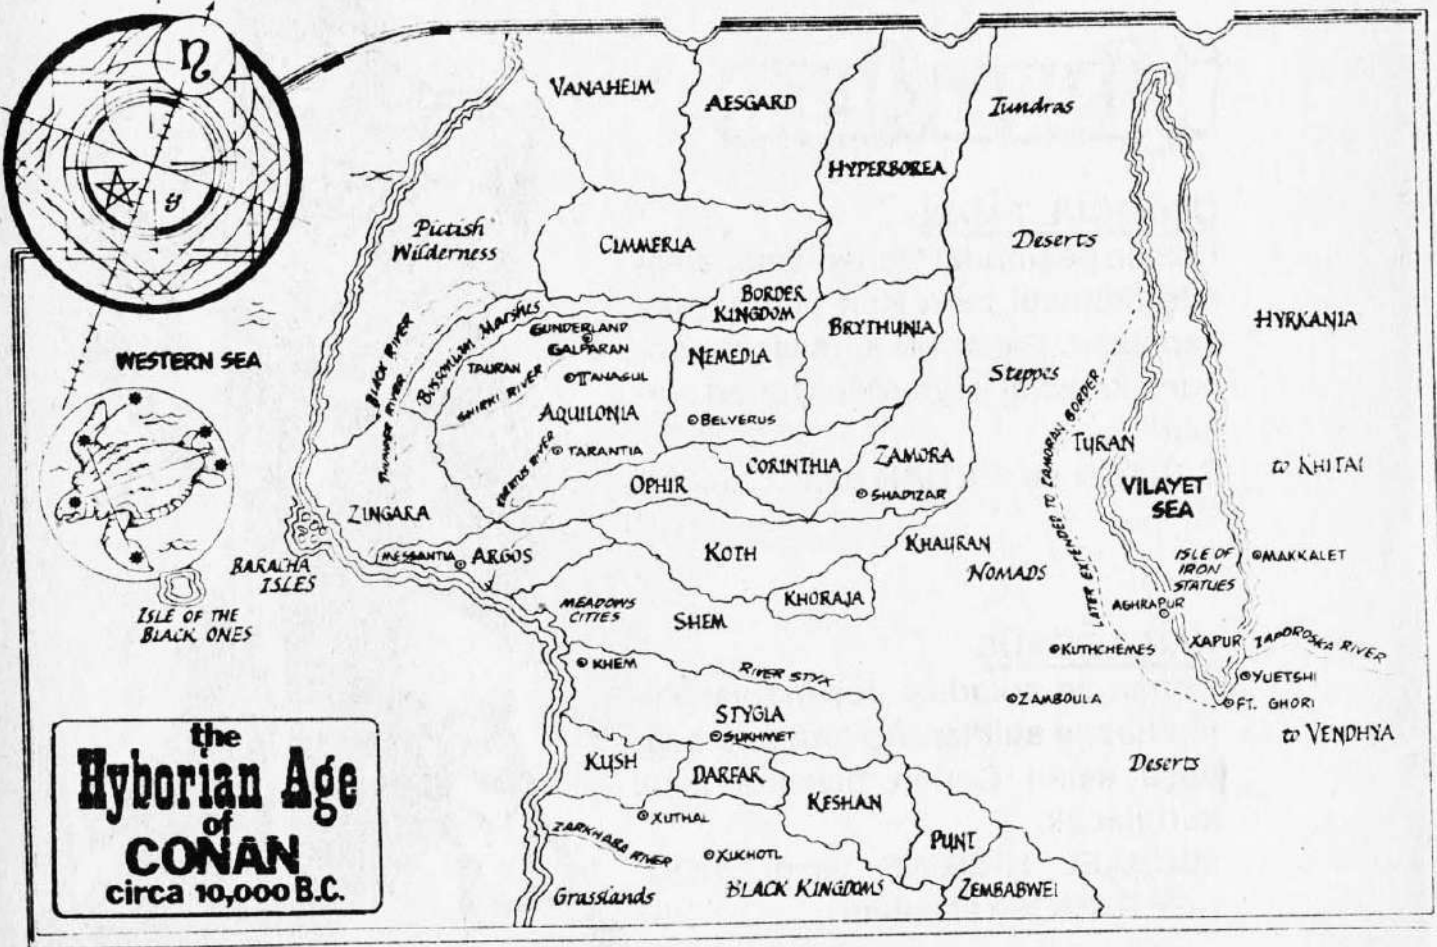 VANAHEIM
AESGARD
Tundras
HYPERBOREA
Pictish
Wilderness
CIMMERIA
Deserts
BORDER
KINGDOM
BRYTHUNIA
HYRKANIA
WESTERN SEA
BLACK RIVER
THUNDER RIVER
BOSSONIAN Marshes
GUNDERLAND
GALPARAN
TAURAN
SHIRKI RIVER
TANASUL
NEMEDIA
Steppes
AQUILONIA
BELVERUS
LATER EXTENDED TO ZAMORAN BORDER
TURAN
TARANTIA
KHOROTUS RIVER
CORINTHIA
ZAMORA
to KHITAI
OPHIR
SHADIZAR
VILAYET
SEA
ZINGARA
MESSANTIA
ARGOS
KOTH
KHAURAN
NOMADS
ISLE OF
IRON
STATUES
MAKKALET
BARACHA
ISLES
KHORAJA
MEADOWS
CITIES
SHEM
AGHRAPUR
ISLE OF THE
BLACK ONES
KUTHCHEMES
XAPUR
ZAPOROSKA RIVER
KHEM
RIVER STYX
YUETSHI
ZAMBOULA
FT. GHORI
STYGIA
SUKHMET
to VENDHYA
Deserts
KUSH
DARFAR
KESHAN
XUTHAL
ZARKHEBA RIVER
XUCHOTL
PUNT
Grasslands
BLACK KINGDOMS
ZEMBABWEI
the
Hyborian Age
of
CONAN
circa 10,000 B.C.